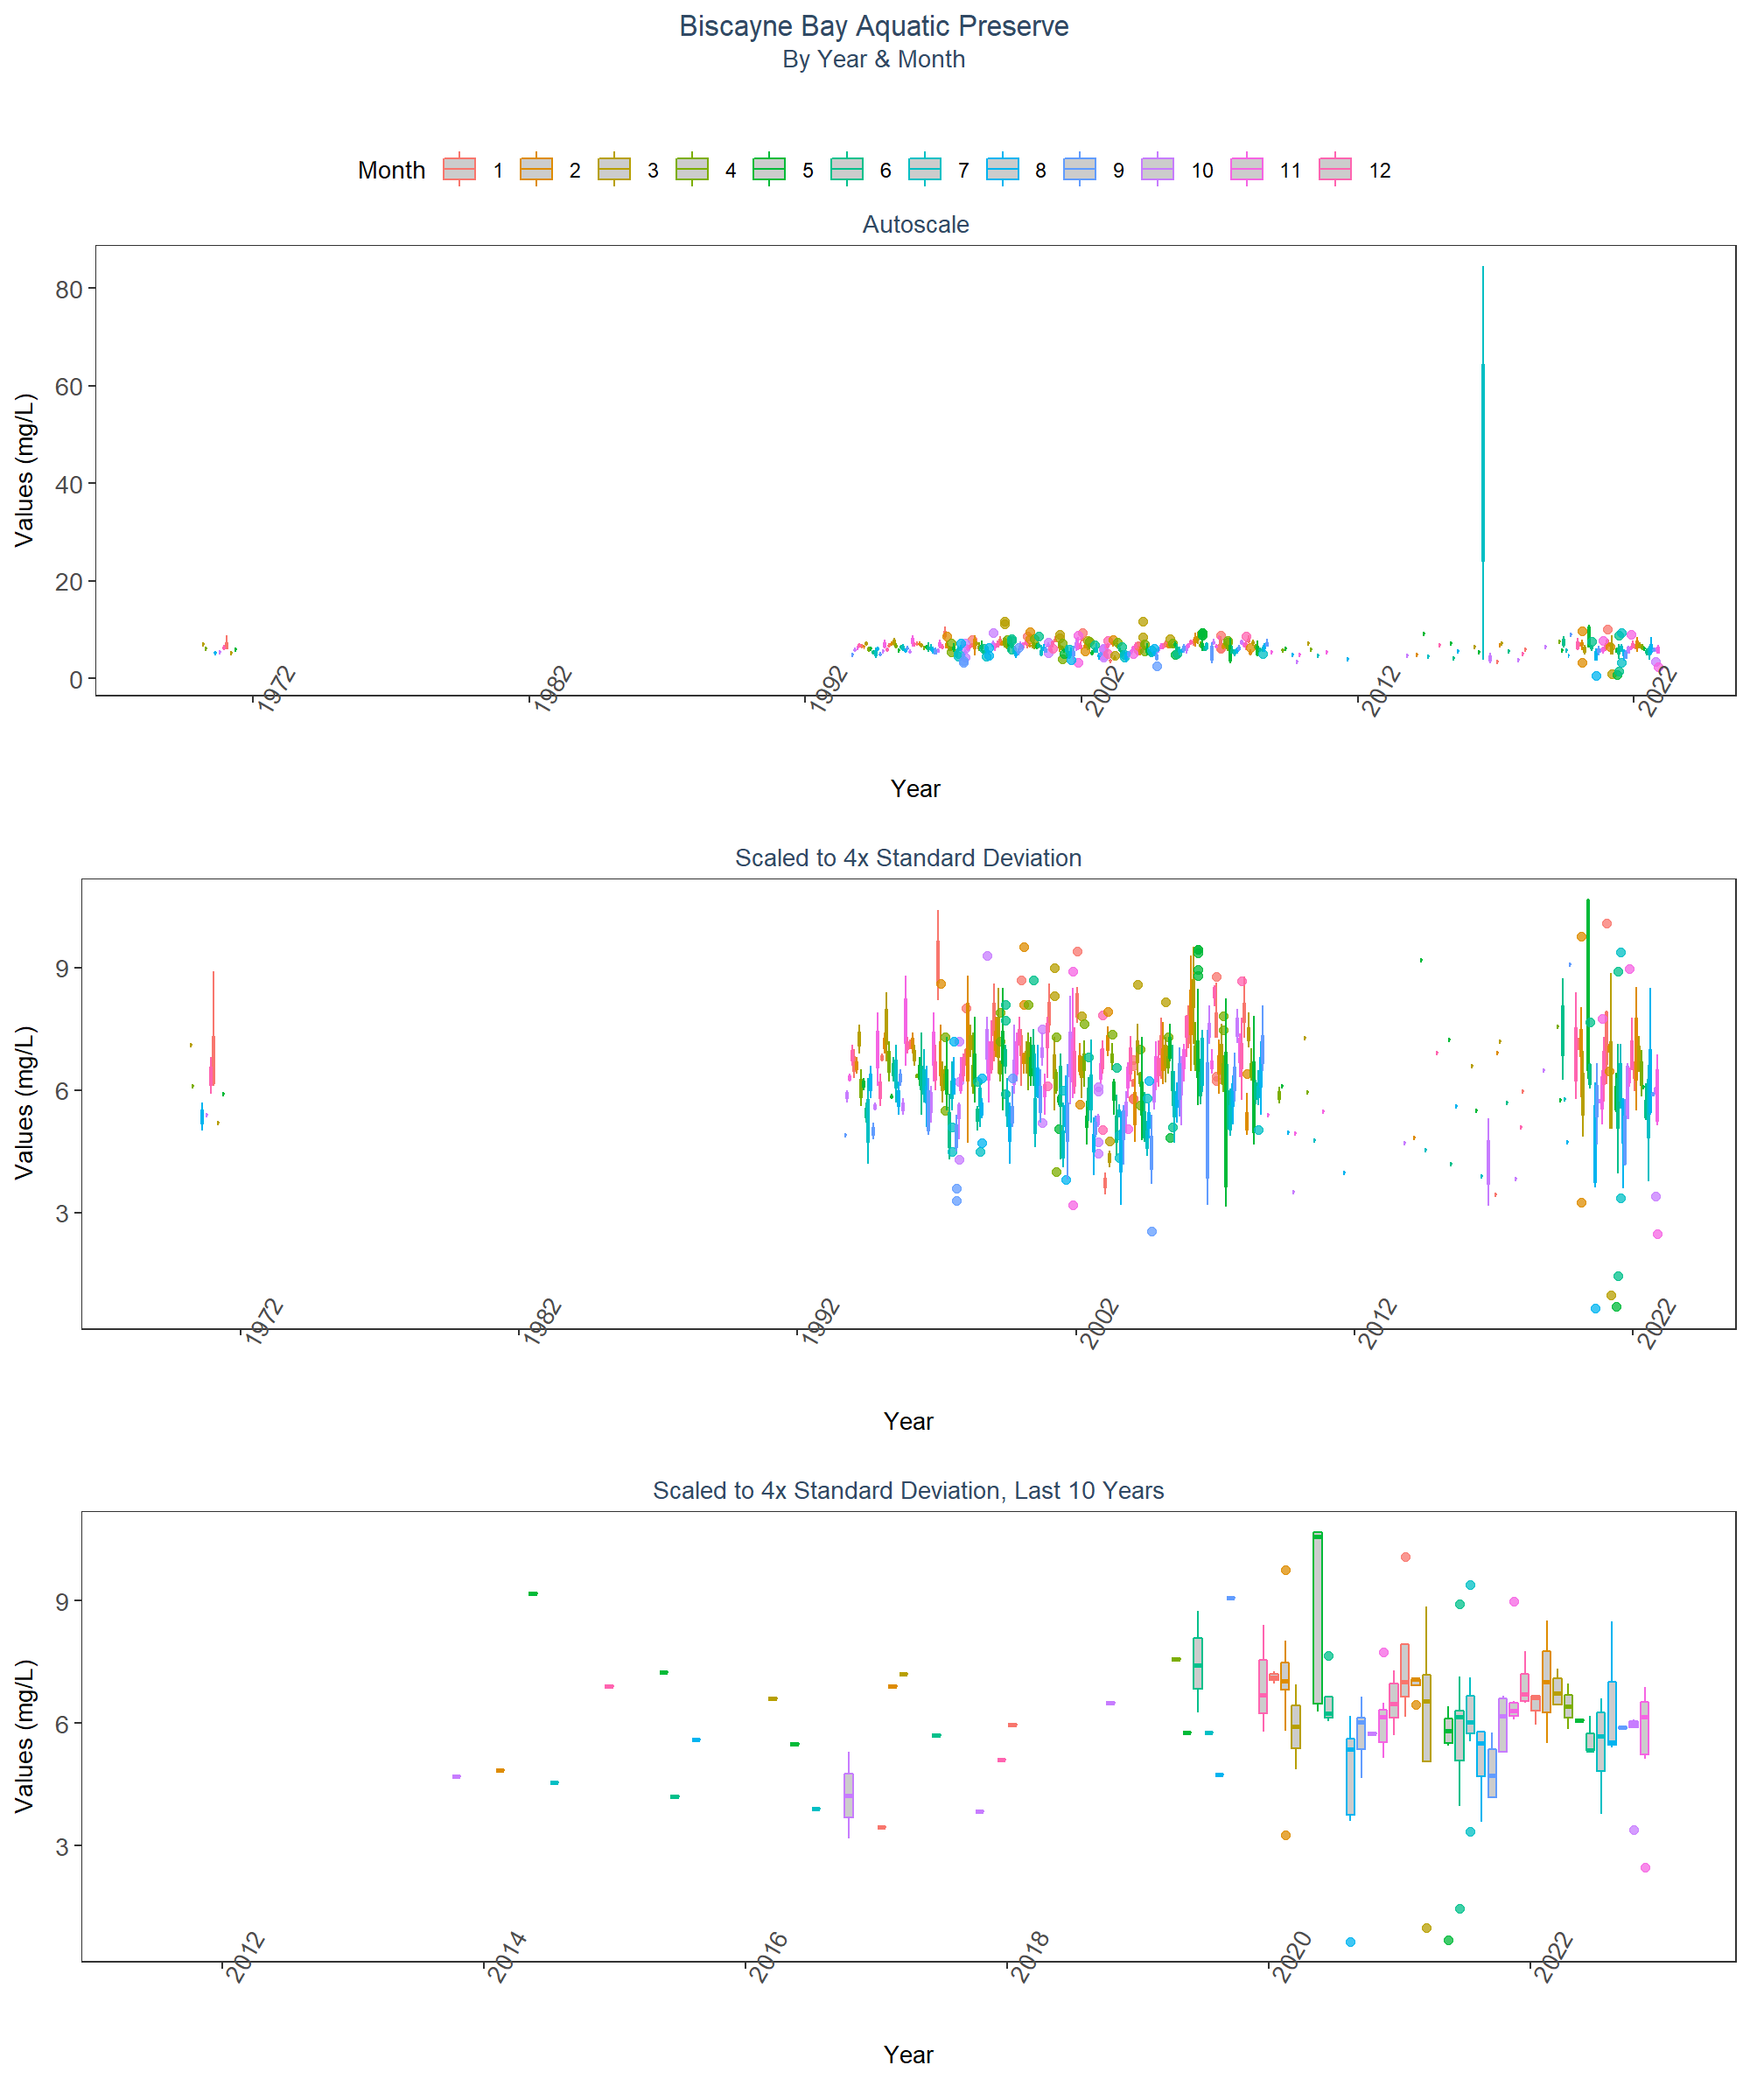 Biscayne Bay Aquatic Preserve
By Year & Month
Month 1 2 3 4 5 6 7 8 9 10 11 12
Autoscale
Values (mg/L)
80
60
40
20
0
1972 1982 1992 2002 2012 2022
Year
Scaled to 4x Standard Deviation
Values (mg/L)
9
6
3
1972 1982 1992 2002 2012 2022
Year
Scaled to 4x Standard Deviation, Last 10 Years
Values (mg/L)
9
6
3
2012 2014 2016 2018 2020 2022
Year